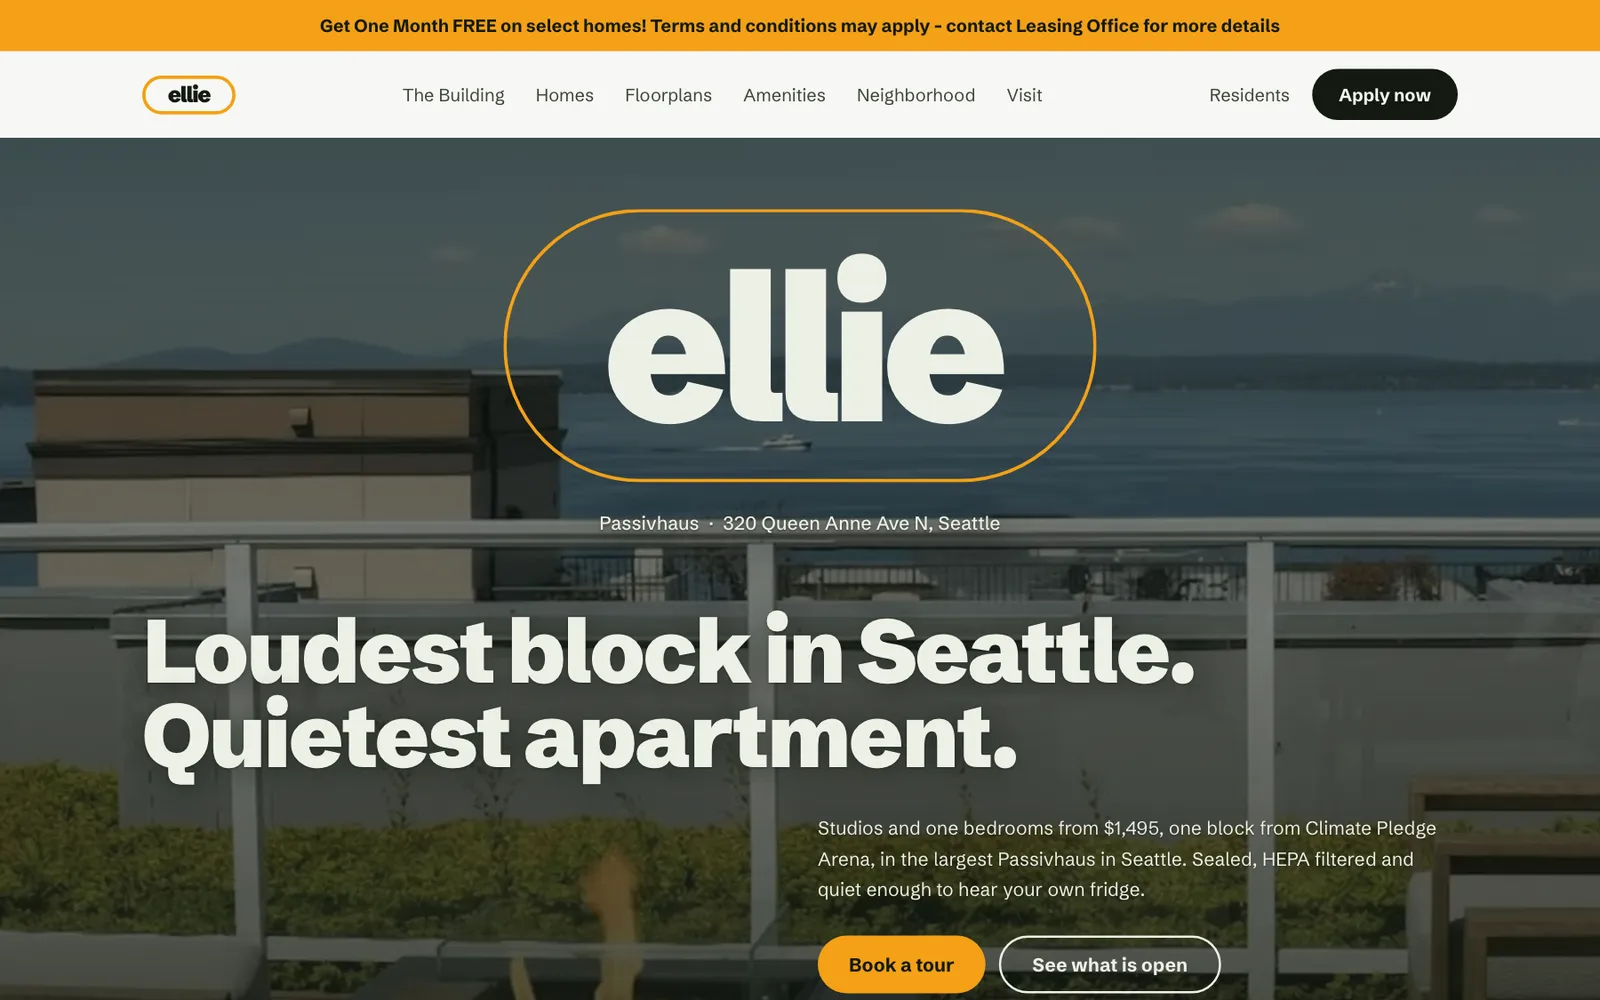 Get One Month FREE on select homes! Terms and conditions may apply - contact Leasing Office for more details
ellie
The Building
Homes
Floorplans
Amenities
Neighborhood
Visit
Residents
Apply now
ellie
Passivhaus · 320 Queen Anne Ave N, Seattle
Loudest block in Seattle.
Quietest apartment.
Studios and one bedrooms from $1,495, one block from Climate Pledge
Arena, in the largest Passivhaus in Seattle. Sealed, HEPA filtered and
quiet enough to hear your own fridge.
Book a tour
See what is open